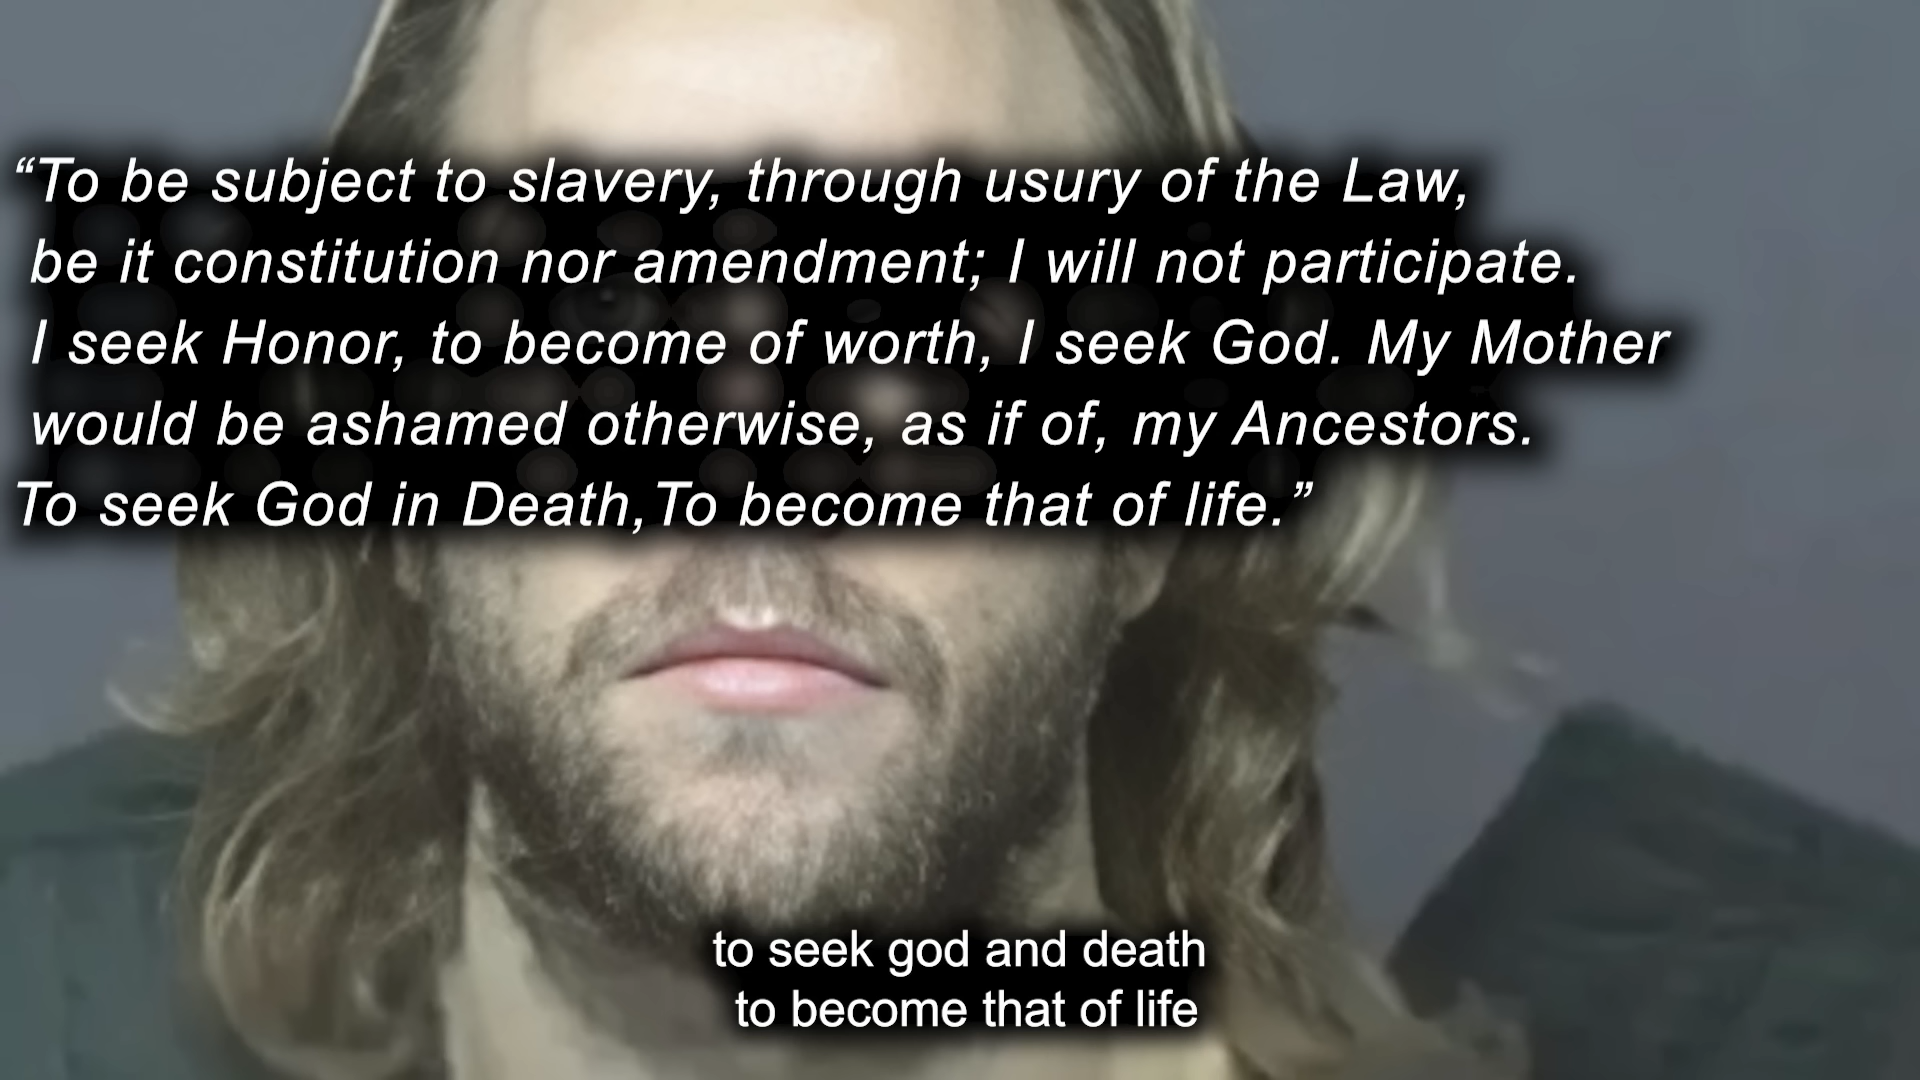 “To be subject to slavery, through usury of the Law,
be it constitution nor amendment; I will not participate.
I seek Honor, to become of worth, I seek God. My Mother
would be ashamed otherwise, as if of, my Ancestors.
To seek God in Death,To become that of life.”
to seek god and death
to become that of life